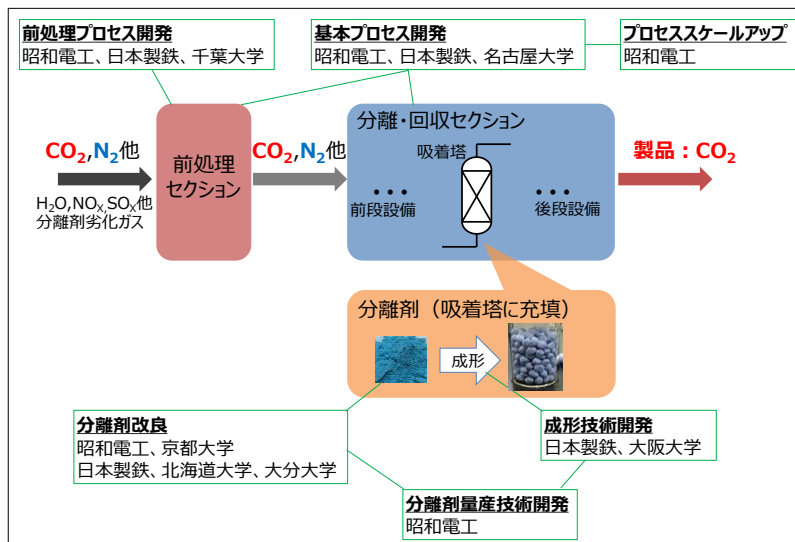 前処理プロセス開発
昭和電工、日本製鉄、千葉大学
基本プロセス開発
昭和電工、日本製鉄、名古屋大学
プロセススケールアップ
昭和電工
CO₂,N₂他
H₂O,NOₓ,SOₓ他
分離剤劣化ガス
前処理
セクション
CO₂,N₂他
分離・回収セクション
吸着塔
・・・
前段設備
・・・
後段設備
製品：CO₂
分離剤（吸着塔に充填）
成形
分離剤改良
昭和電工、京都大学
日本製鉄、北海道大学、大分大学
成形技術開発
日本製鉄、大阪大学
分離剤量産技術開発
昭和電工